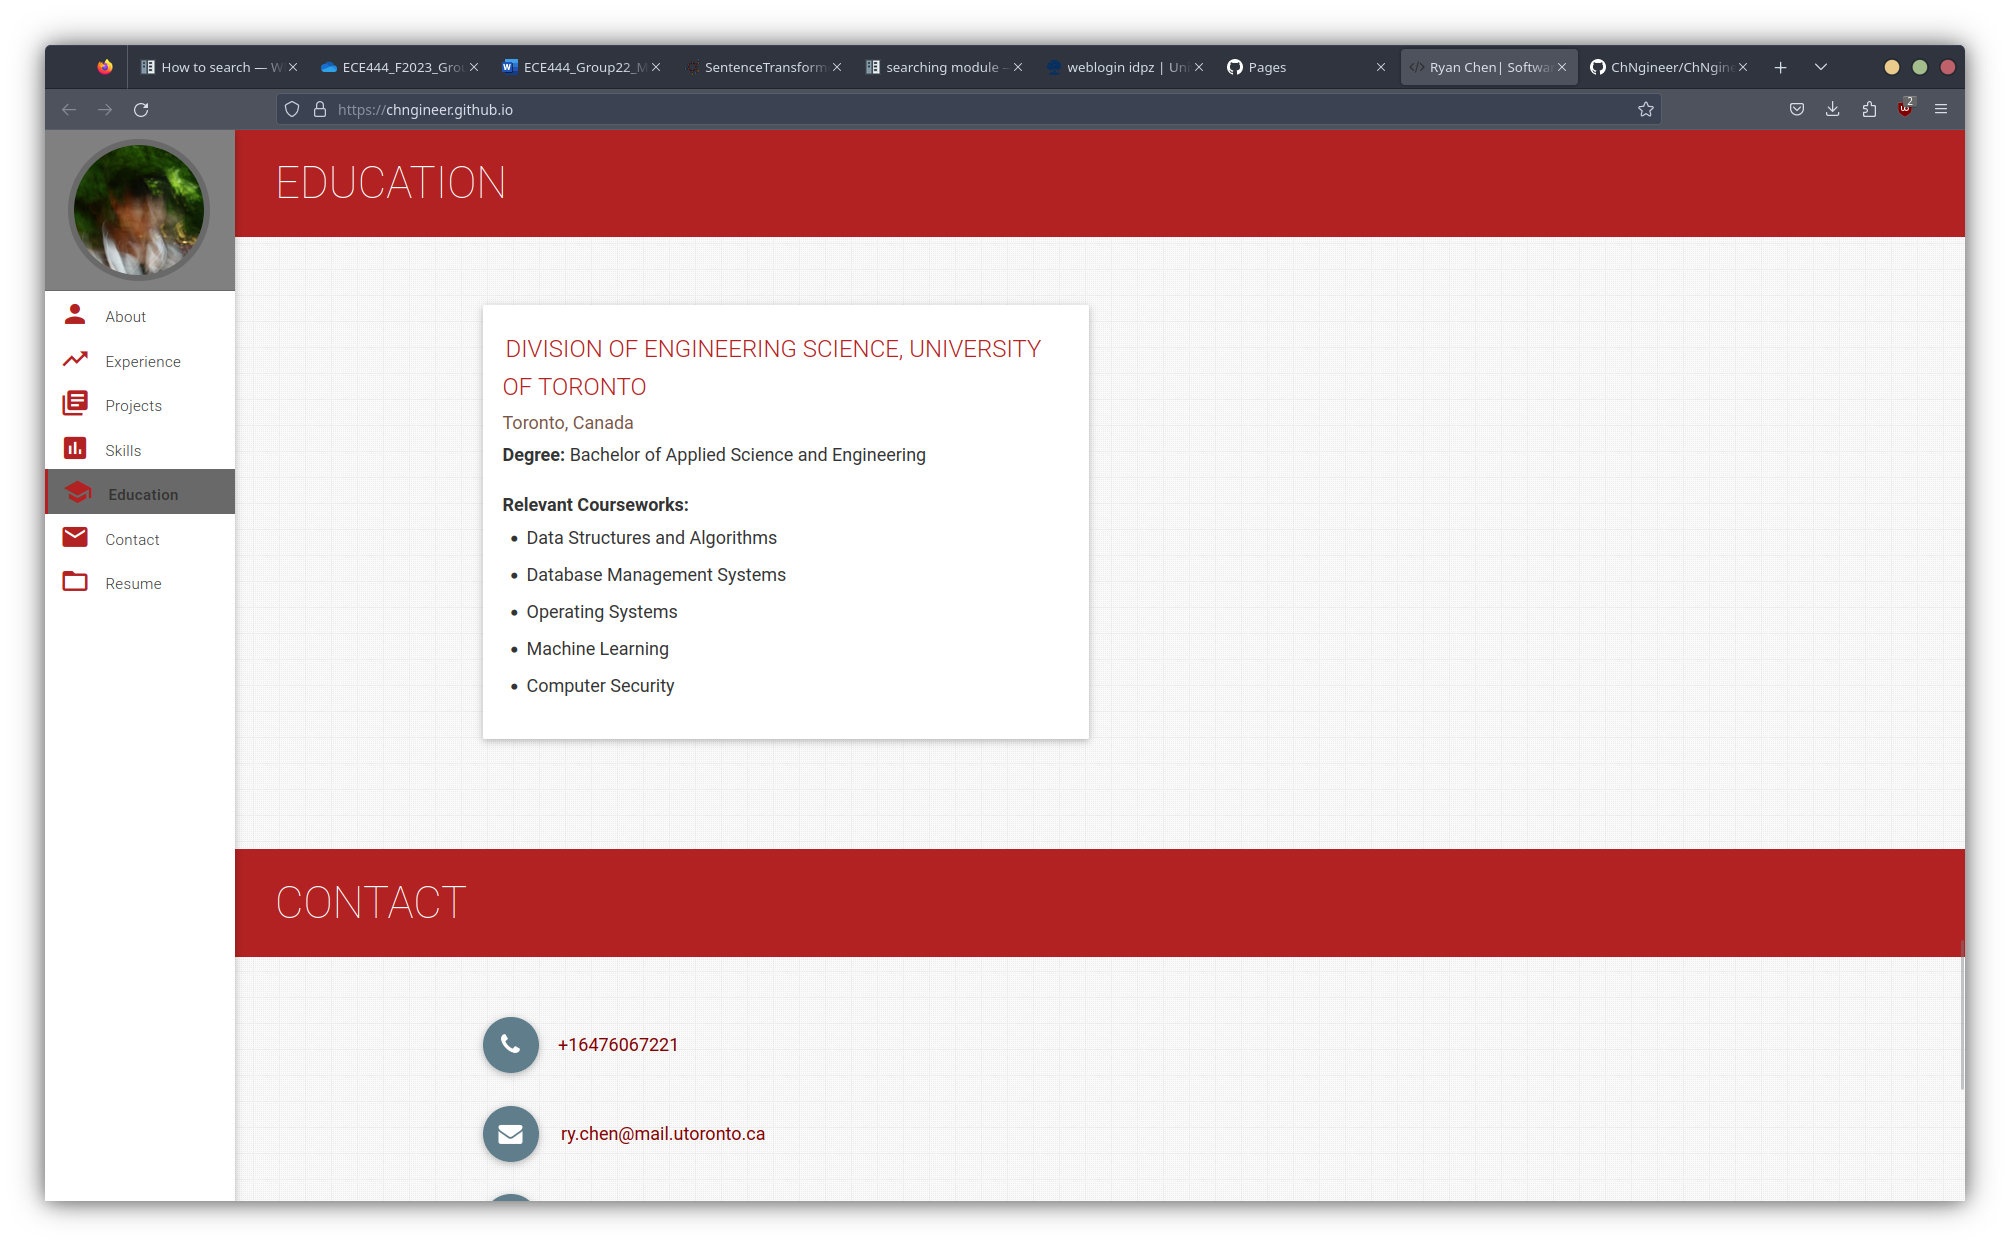 How to search — W
ECE444_F2023_Gro
ECE444_Group22_M
SentenceTransform
searching module -
weblogin idpz | Uni
Pages
Ryan Chen| Softwa
ChNgineer/ChNgine
https://chngineer.github.io
2
EDUCATION
About
Experience
Projects
Skills
Education
Contact
Resume
DIVISION OF ENGINEERING SCIENCE, UNIVERSITY
OF TORONTO
Toronto, Canada
Degree: Bachelor of Applied Science and Engineering
Relevant Courseworks:
• Data Structures and Algorithms
• Database Management Systems
• Operating Systems
• Machine Learning
• Computer Security
CONTACT
+16476067221
ry.chen@mail.utoronto.ca